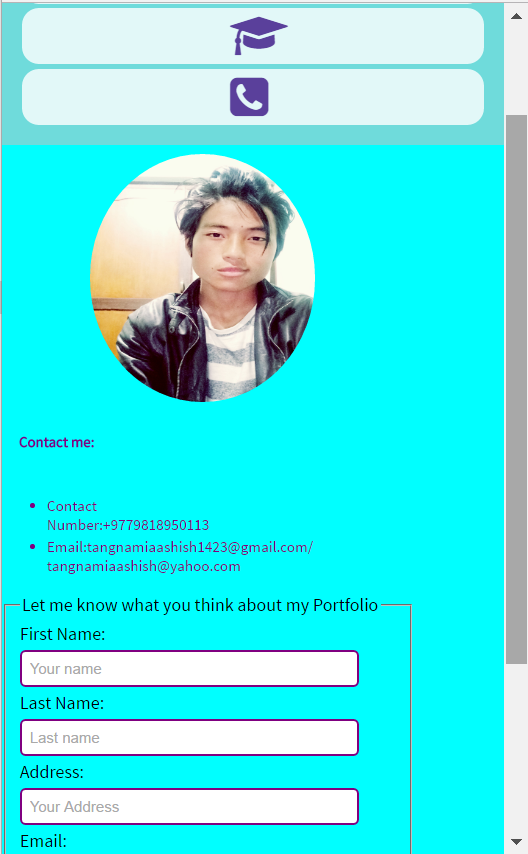 Contact me:
Contact
Number:+9779818950113
Email:tangnamiaashish1423@gmail.com/
tangnamiaashish@yahoo.com
Let me know what you think about my Portfolio
First Name:
Your name
Last Name:
Last name
Address:
Your Address
Email: